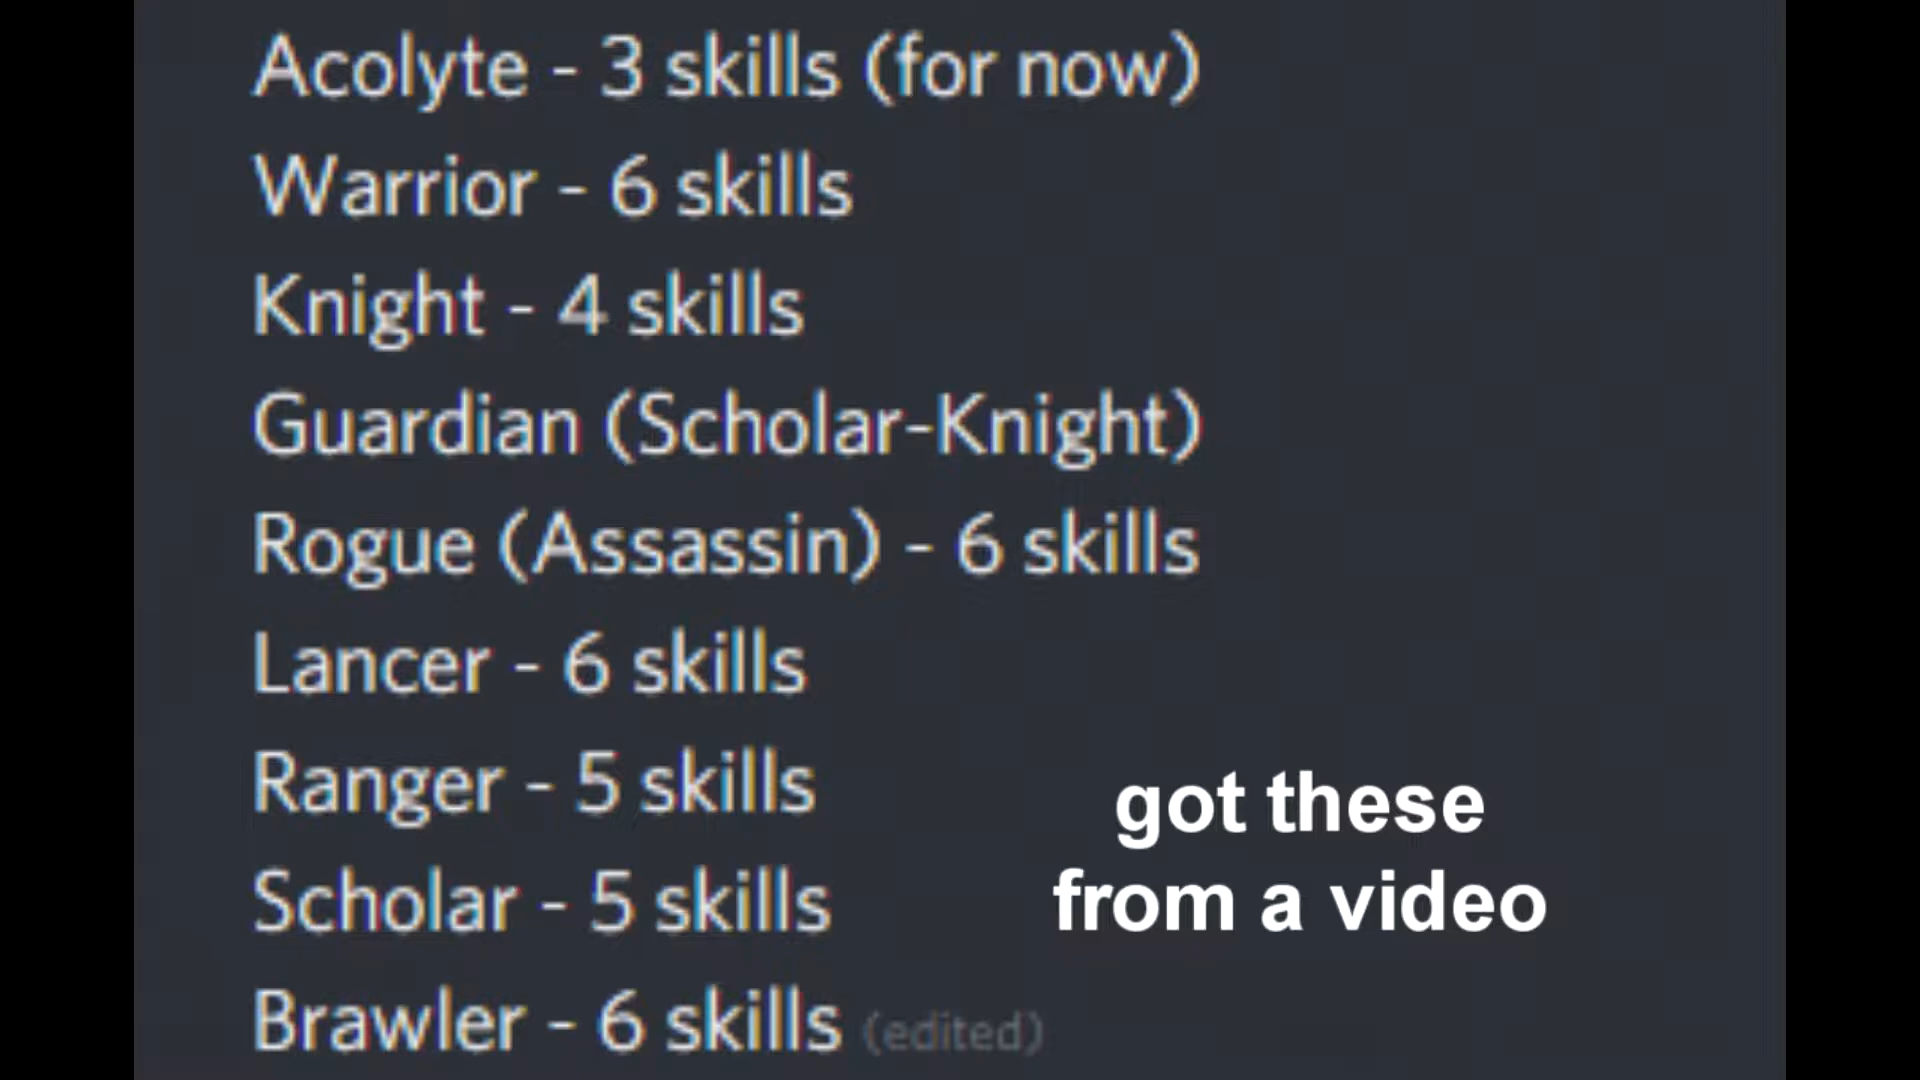 Acolyte - 3 skills (for now)
Warrior - 6 skills
Knight - 4 skills
Guardian (Scholar-Knight)
Rogue (Assassin) - 6 skills
Lancer - 6 skills
Ranger - 5 skills
Scholar - 5 skills
Brawler - 6 skills (edited)
got these
from a video